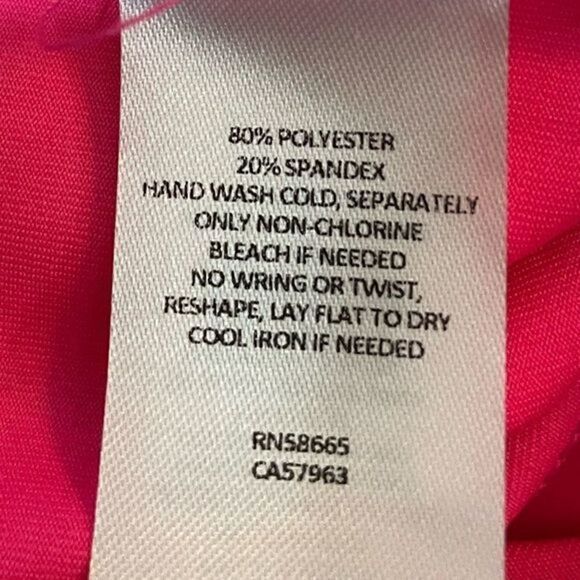 80% POLYESTER
20% SPANDEX
HAND WASH COLD, SEPARATELY
ONLY NON-CHLORINE
BLEACH IF NEEDED
NO WRING OR TWIST,
RESHAPE, LAY FLAT TO DRY
COOL IRON IF NEEDED
RN58665
CA57963